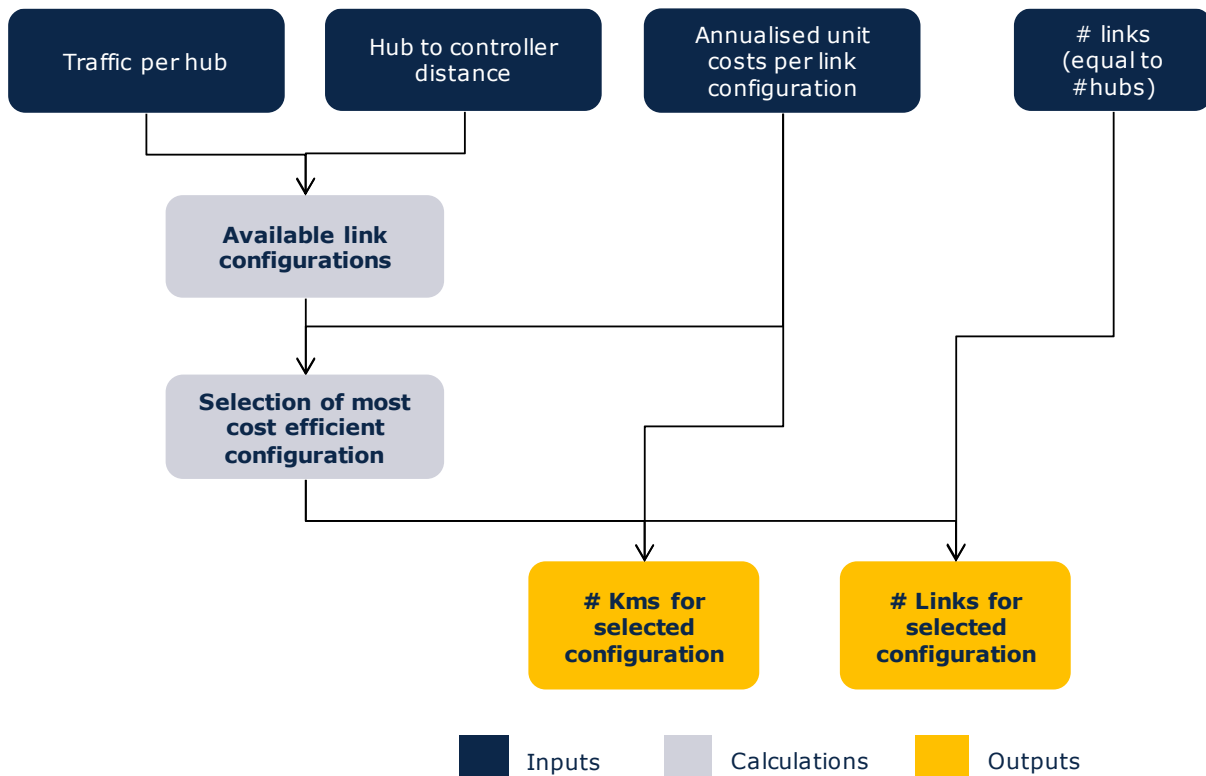 Traffic per hub
Hub to controller
distance
Annualised unit
costs per link
configuration
# links
(equal to
#hubs)
Available link
configurations
Selection of most
cost efficient
configuration
# Kms for
selected
configuration
# Links for
selected
configuration
Inputs
Calculations
Outputs